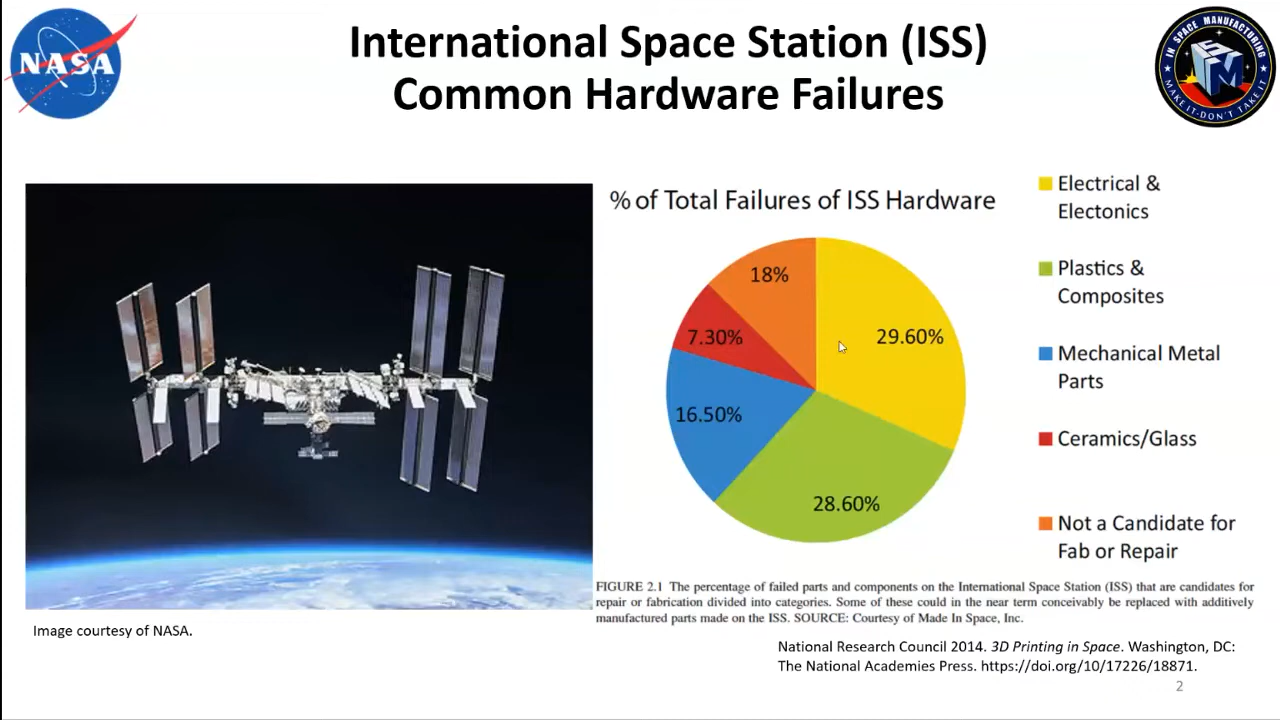 NASA
International Space Station (ISS)
Common Hardware Failures
IN SPACE MANUFACTURING
ISM
MAKE IT-DON'T TAKE IT
% of Total Failures of ISS Hardware
18%
29.60%
7.30%
16.50%
28.60%
Electrical &
Electonics
Plastics &
Composites
Mechanical Metal
Parts
Ceramics/Glass
Not a Candidate for
Fab or Repair
FIGURE 2.1 The percentage of failed parts and components on the International Space Station (ISS) that are candidates for
repair or fabrication divided into categories. Some of these could in the near term conceivably be replaced with additively
manufactured parts made on the ISS. SOURCE: Courtesy of Made In Space, Inc.
Image courtesy of NASA.
National Research Council 2014. 3D Printing in Space. Washington, DC:
The National Academies Press. https://doi.org/10/17226/18871.
2